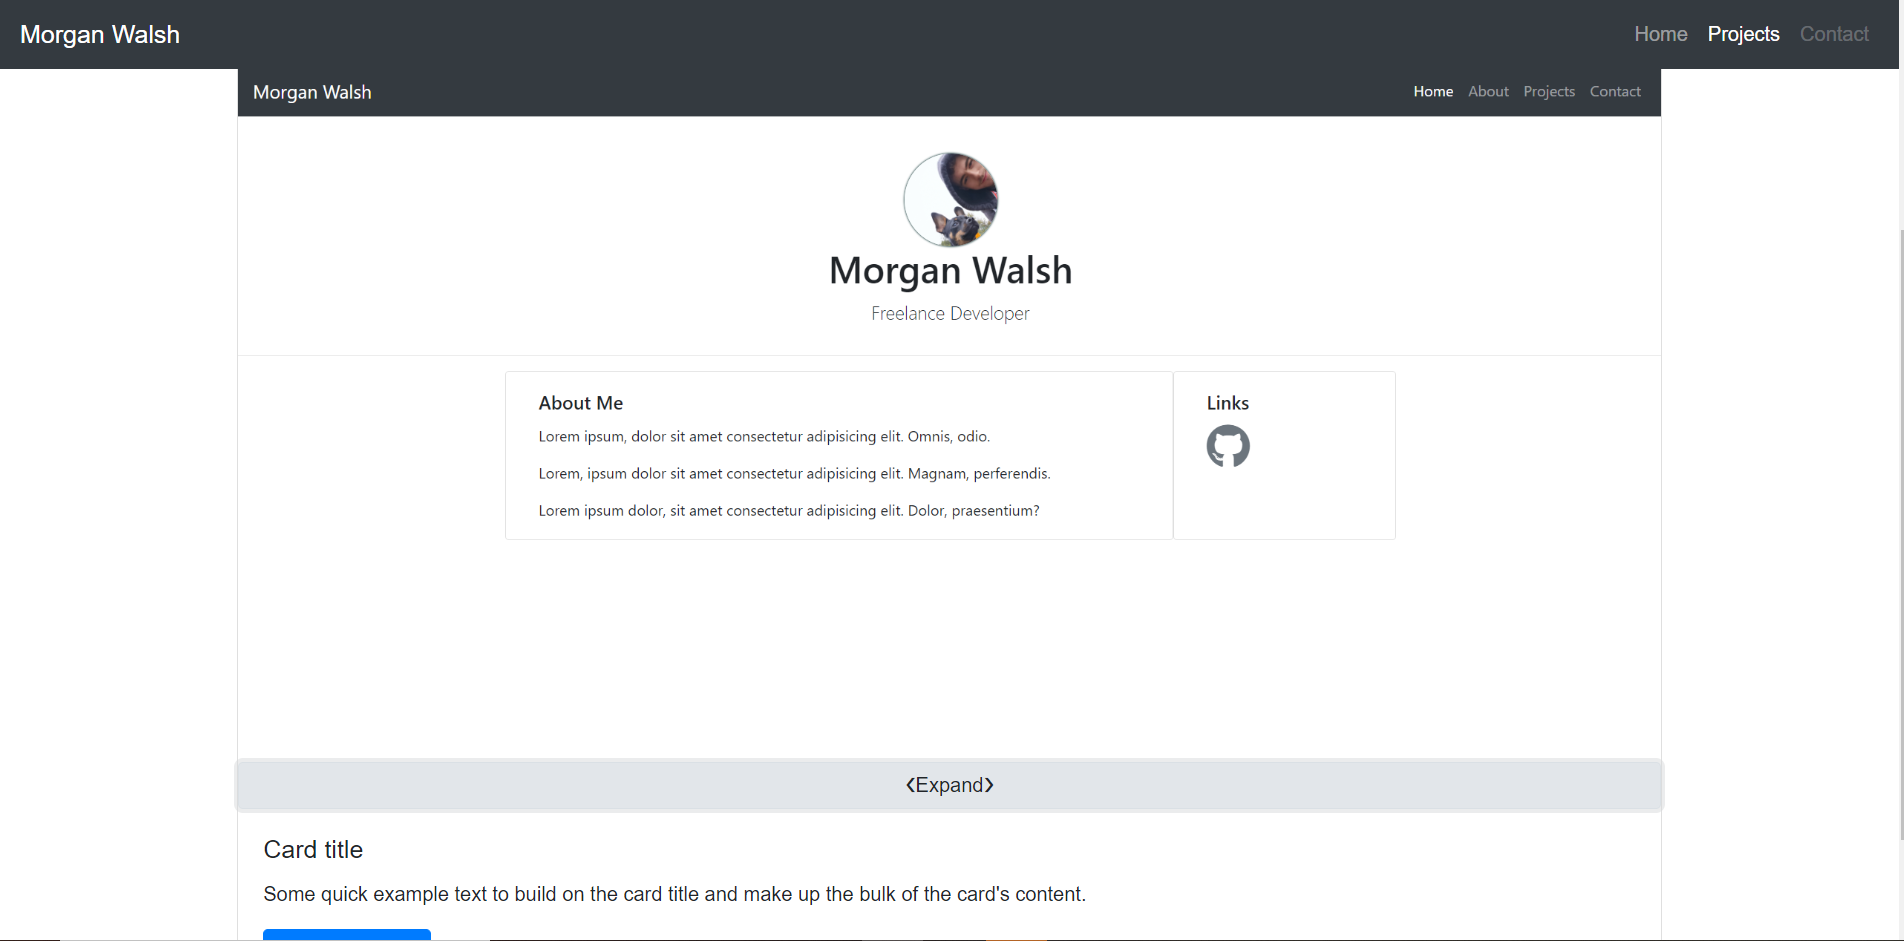 Morgan Walsh Home Projects Contact
Morgan Walsh Home About Projects Contact
Morgan Walsh
Freelance Developer
About Me
Lorem ipsum, dolor sit amet consectetur adipisicing elit. Omnis, odio.
Lorem, ipsum dolor sit amet consectetur adipisicing elit. Magnam, perferendis.
Lorem ipsum dolor, sit amet consectetur adipisicing elit. Dolor, praesentium?
Links
❮Expand❯
Card title
Some quick example text to build on the card title and make up the bulk of the card's content.